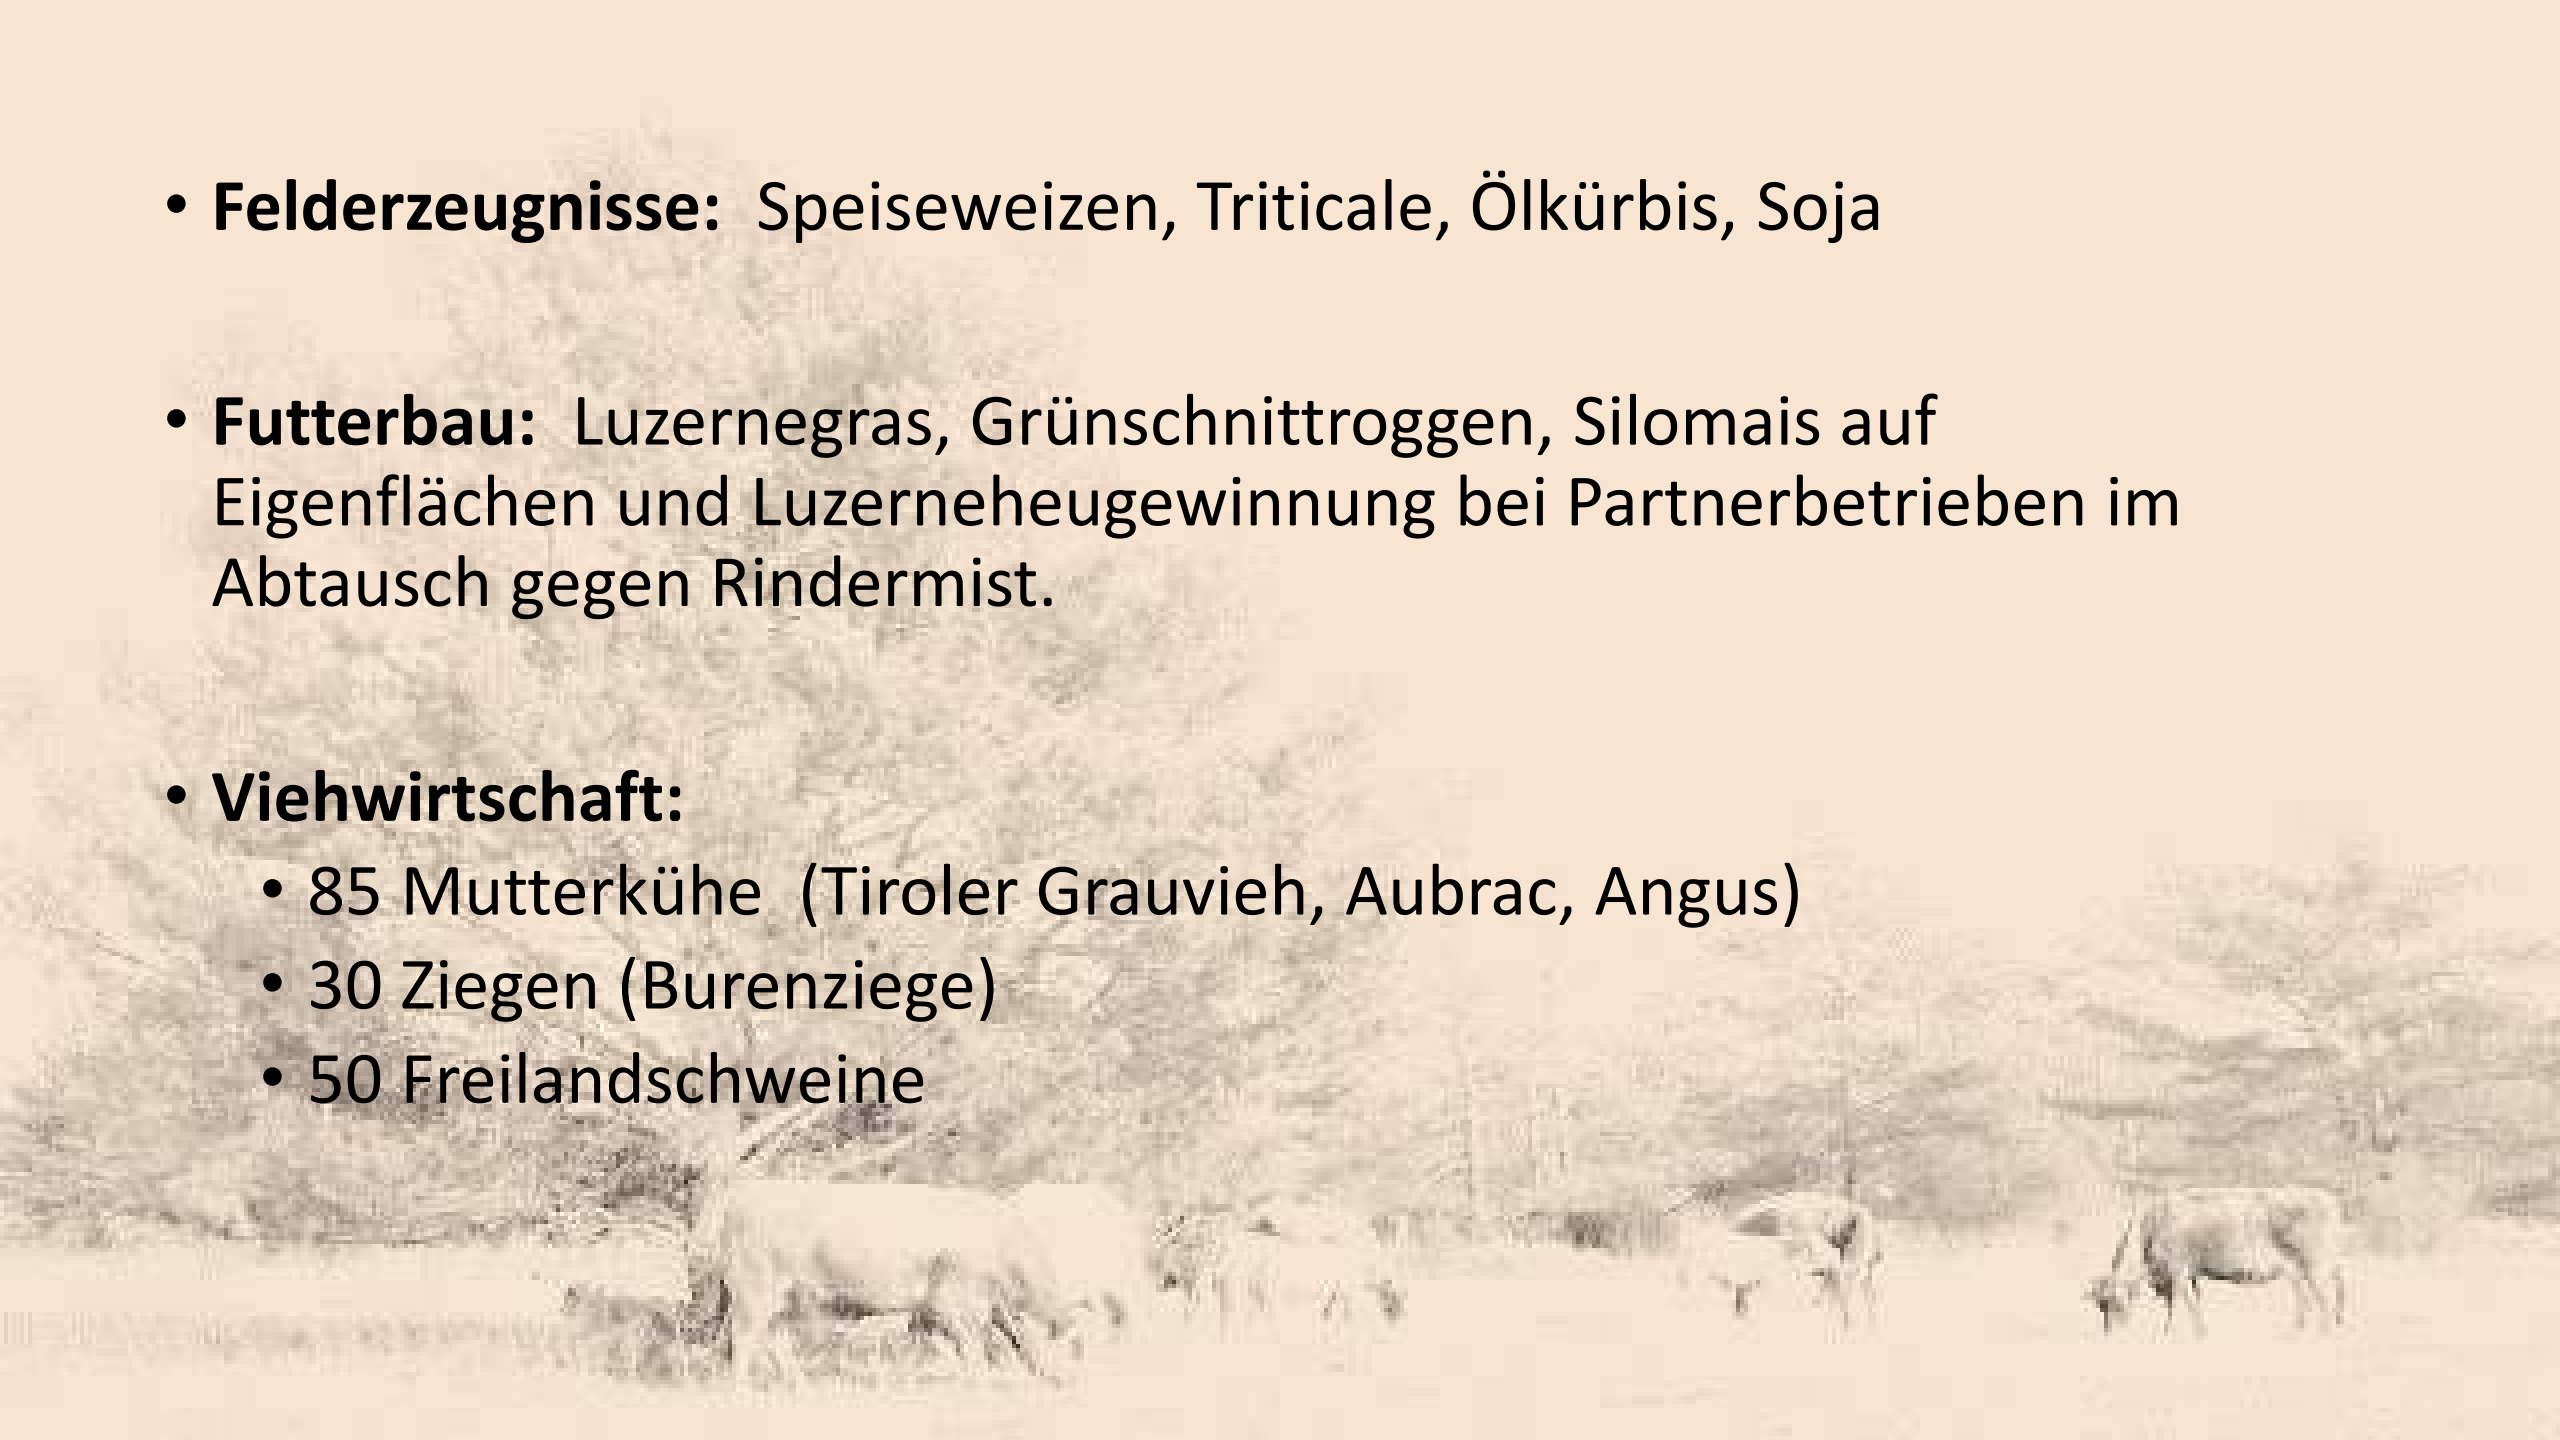 • Felderzeugnisse: Speiseweizen, Triticale, Ölkürbis, Soja
• Futterbau: Luzernegras, Grünschnittroggen, Silomais auf
Eigenflächen und Luzerneheugewinnung bei Partnerbetrieben im
Abtausch gegen Rindermist.
• Viehwirtschaft:
• 85 Mutterkühe (Tiroler Grauvieh, Aubrac, Angus)
• 30 Ziegen (Burenziege)
• 50 Freilandschweine